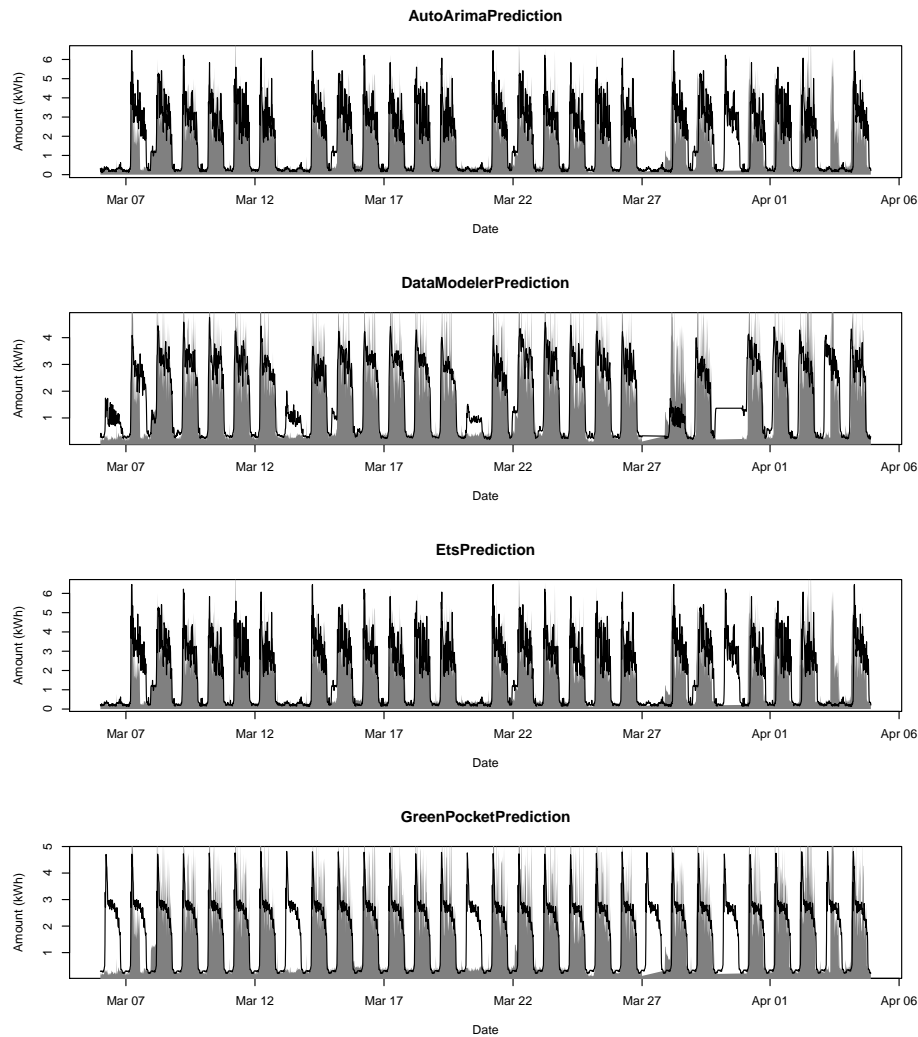 AutoArimaPrediction
Amount (kWh)
6
5
4
3
2
1
0
Mar 07 Mar 12 Mar 17 Mar 22 Mar 27 Apr 01 Apr 06
Date
DataModelerPrediction
Amount (kWh)
4
3
2
1
Mar 07 Mar 12 Mar 17 Mar 22 Mar 27 Apr 01 Apr 06
Date
EtsPrediction
Amount (kWh)
6
5
4
3
2
1
0
Mar 07 Mar 12 Mar 17 Mar 22 Mar 27 Apr 01 Apr 06
Date
GreenPocketPrediction
Amount (kWh)
5
4
3
2
1
Mar 07 Mar 12 Mar 17 Mar 22 Mar 27 Apr 01 Apr 06
Date